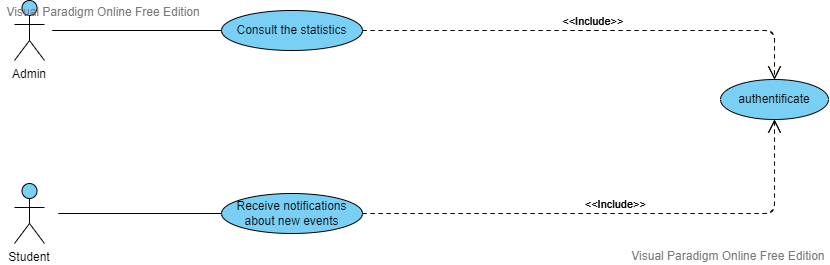 Visual Paradigm Online Free Edition
<<Include>>
Consult the statistics
Admin
authentificate
Receive notifications
about new events
<<Include>>
Student
Visual Paradigm Online Free Edition